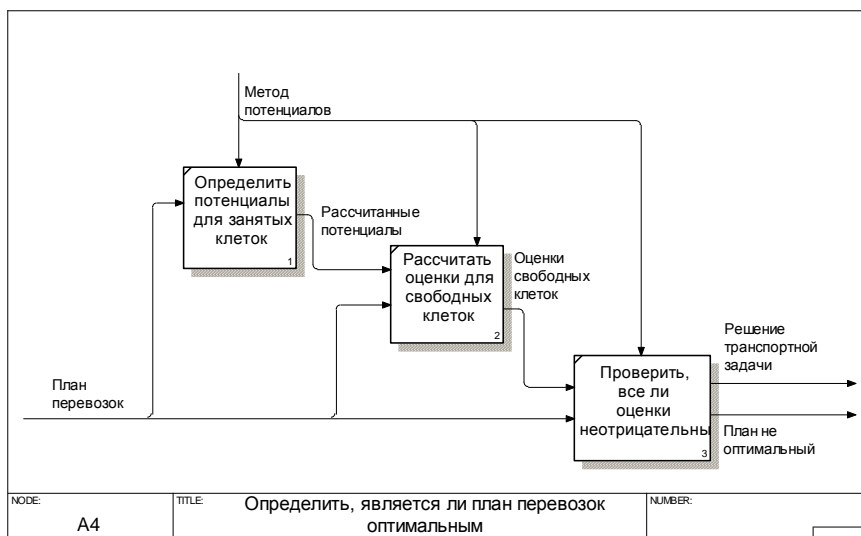 Метод
потенциалов
Определить
потенциалы
для занятых
клеток
1
Рассчитанные
потенциалы
Рассчитать
оценки для
свободных
клеток
2
Оценки
свободных
клеток
Проверить,
все ли
оценки
неотрицательны
3
Решение
транспортной
задачи
План не
оптимальный
План
перевозок
NODE:
A4
TITLE:
Определить, является ли план перевозок
оптимальным
NUMBER: